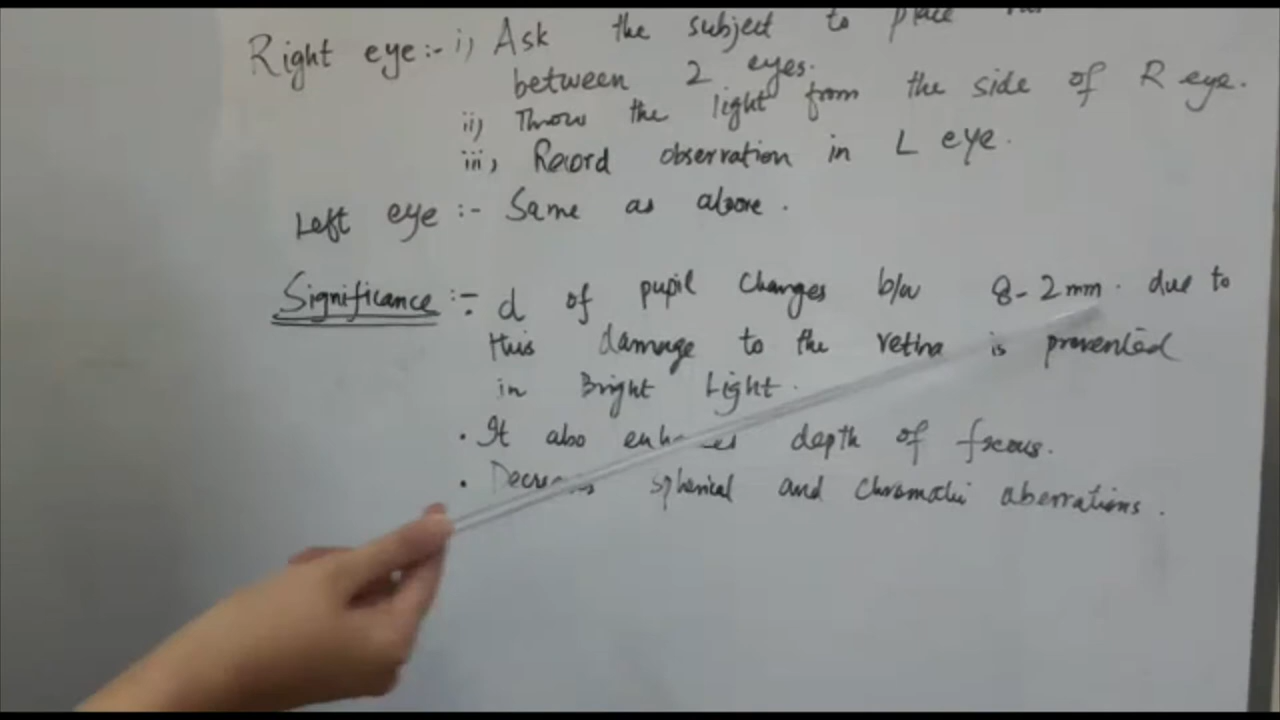 Right eye:- i) Ask the subject to place
between 2 eyes.
ii) Throw the light from the side of R eye.
iii) Record observation in L eye.
Left eye :- Same as above.
Significance :- d of pupil changes b/w 8-2mm. due to
this damage to the retina is prevented
in Bright Light.
• It also depth of focus.
• spherical and chromatic aberrations.